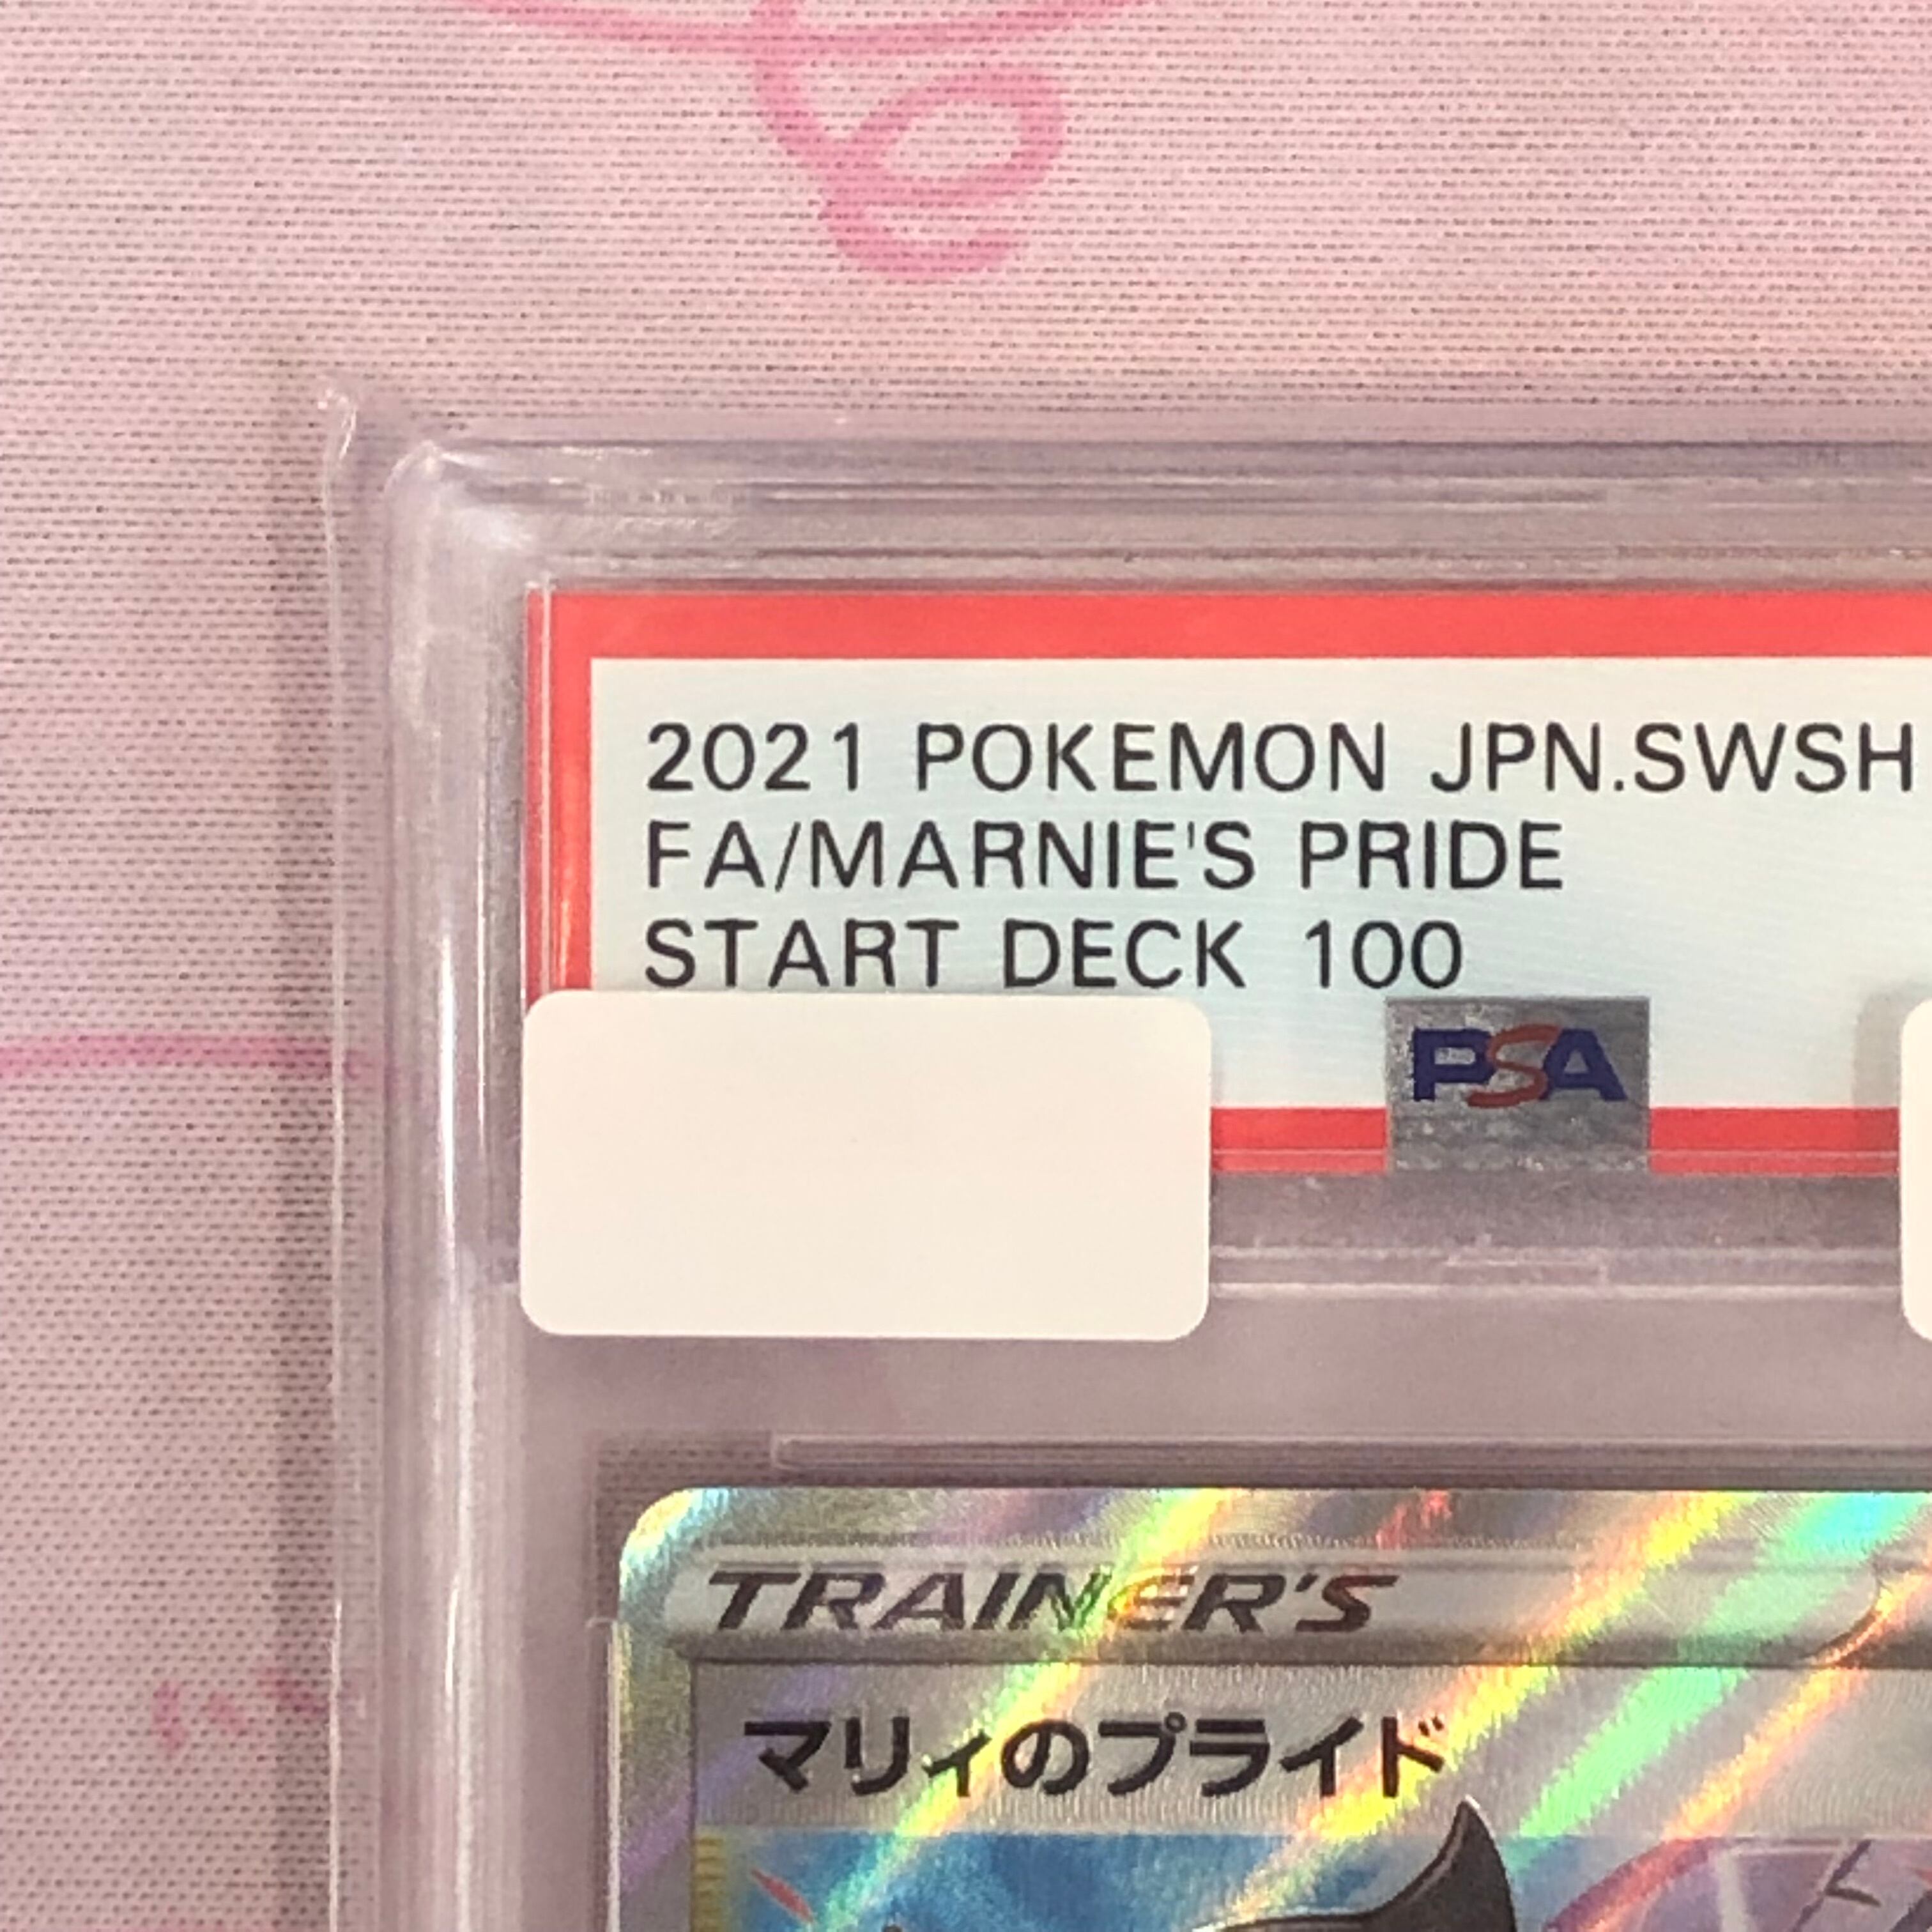 2021 POKEMON JPN.SWSH
FA/MARNIE'S PRIDE
START DECK 100
PSA
TRAINER'S
マリィのプライド